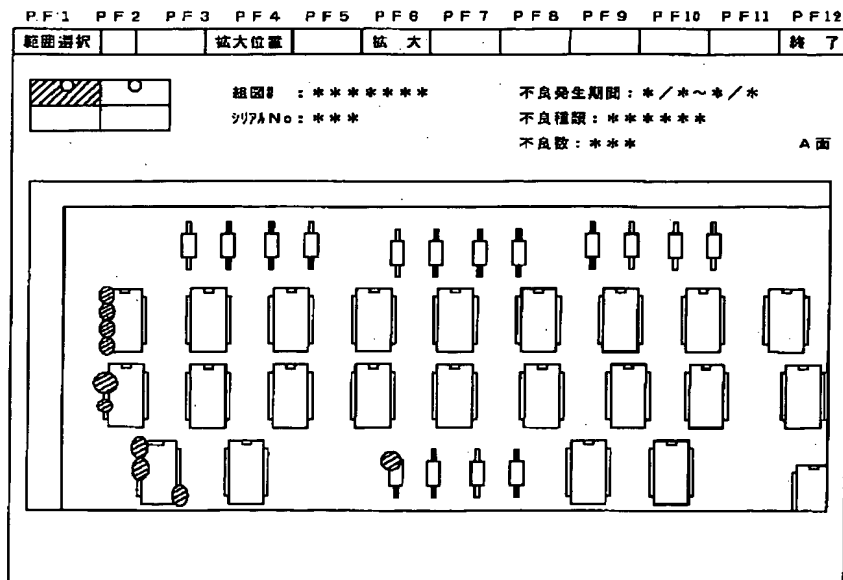 PF1 PF2 PF3 PF4 PF5 PF6 PF7 PF8 PF9 PF10 PF11 PF12
範囲選択 拡大位置 拡大 終了
組図# : *******
不良発生期間 : */*~*/*
シリアルNo : ***
不良種類 : ******
不良数 : ***
A面